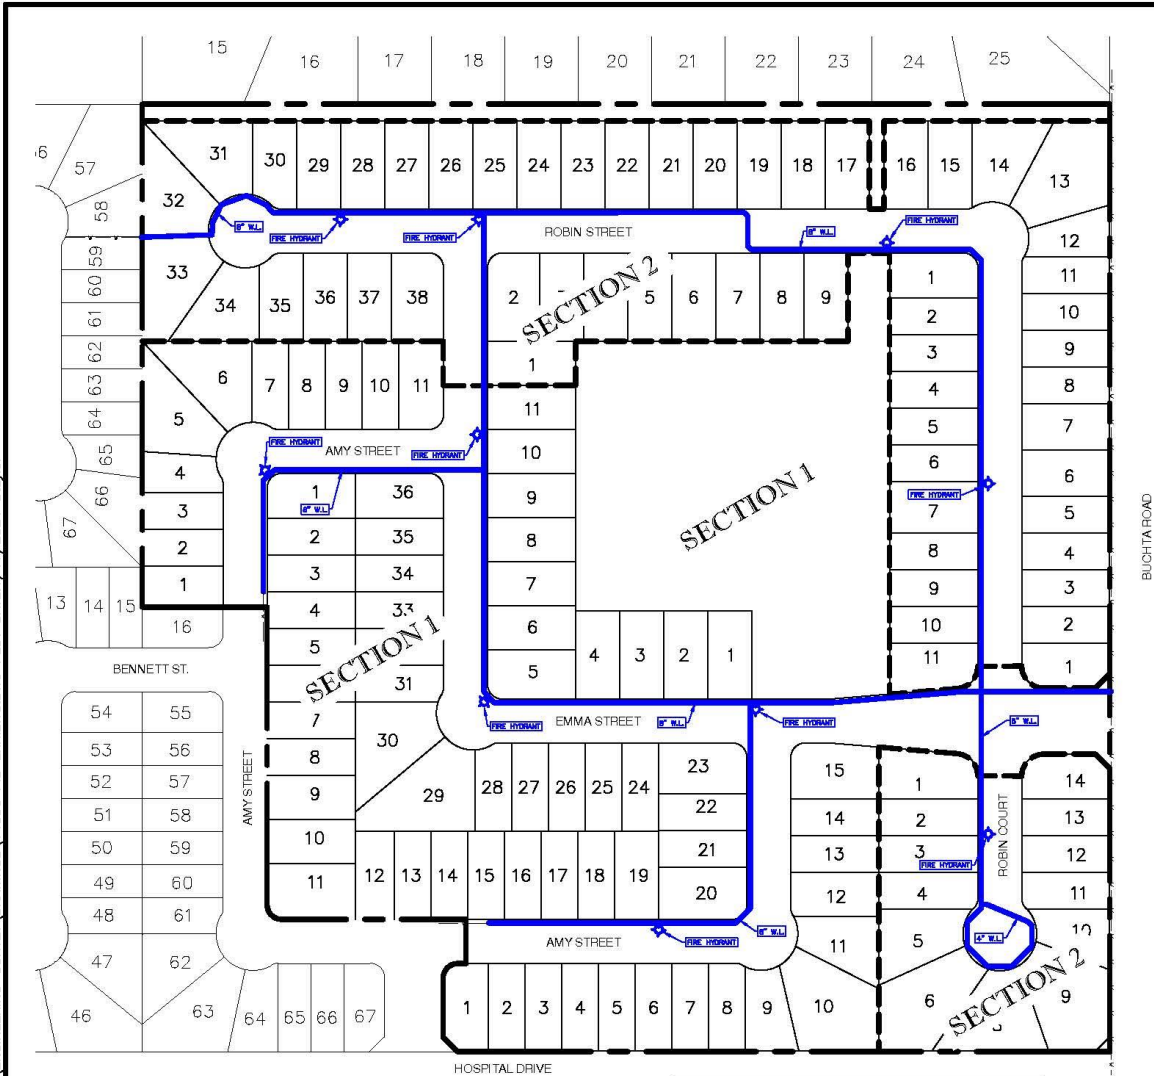 15 16 17 18 19 20 21 22 23 24 25
31 30 29 28 27 26 25 24 23 22 21 20 19 18 17 16 15 14 13
57
58
59
60
61
62
63
64
65
66
67
32
33
34 35 36 37 38
6" W.L.
FIRE HYDRANT
FIRE HYDRANT
ROBIN STREET
8" W.L.
FIRE HYDRANT
SECTION 2
2 5 6 7 8 9
1
12
11
10
9
8
7
6
5
4
3
2
1
1
2
3
4
5
6
7
8
9
10
11
FIRE HYDRANT
6 7 8 9 10 11
5
4
3
2
1
FIRE HYDRANT
AMY STREET
FIRE HYDRANT
6" W.L.
11
10
9
8
7
6
5
4 3 2 1
SECTION 1
BUCHTA ROAD
1 36
2 35
3 34
4 33
5
31
7
8
9
10
11
30
29
SECTION 1
13 14 15
16
BENNETT ST.
54 55
53 56
52 57
51 58
50 59
49 60
48 61
47 62
46 63 64 65 66 67
AMY STREET
FIRE HYDRANT
EMMA STREET
8" W.L.
FIRE HYDRANT
28 27 26 25 24
23
22
21
20
12 13 14 15 16 17 18 19
15
14
13
12
11
10
AMY STREET
FIRE HYDRANT
6" W.L.
1 2 3 4 5 6 7 8 9
1
2
3
4
5
6
FIRE HYDRANT
ROBIN COURT
4" W.L.
14
13
12
11
9
SECTION 2
HOSPITAL DRIVE